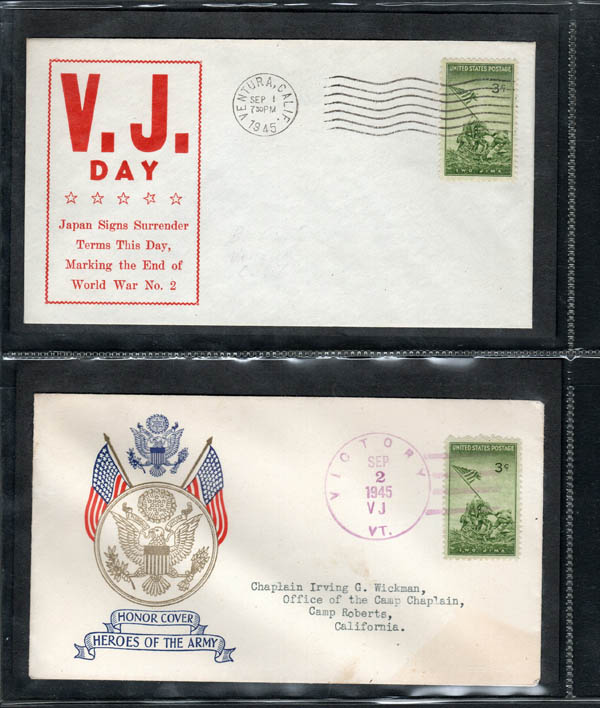 V.J.
DAY
Japan Signs Surrender
Terms This Day,
Marking the End of
World War No. 2
VENTURA, CALIF.
SEP 1
7 30 PM
1945
UNITED STATES POSTAGE
3¢
IWO JIMA
HONOR COVER
HEROES OF THE ARMY
VICTORY
SEP
2
1945
VJ
VT.
UNITED STATES POSTAGE
3¢
IWO JIMA
Chaplain Irving G. Wickman,
Office of the Camp Chaplain,
Camp Roberts,
California.